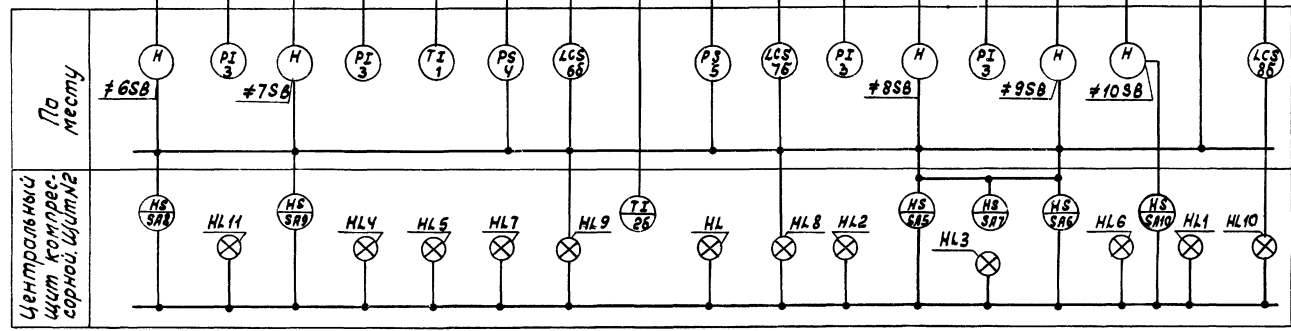 По
месту
H
PI
3
H
PI
3
TI
1
PS
4
LCS
6б
PS
5
LCS
7б
PI
3
H
PI
3
H
H
LCS
8б
≠6SB
≠7SB
≠8SB
≠9SB
≠10SB
Центральный
щит компрес-
сорной. Щит№2
HS
SA8
HL11
HS
SA9
HL4
HL5
HL7
HL9
TI
2б
HL
HL8
HL2
HS
SA5
HL3
HS
SA7
HS
SA6
HL6
HS
SA10
HL1
HL10